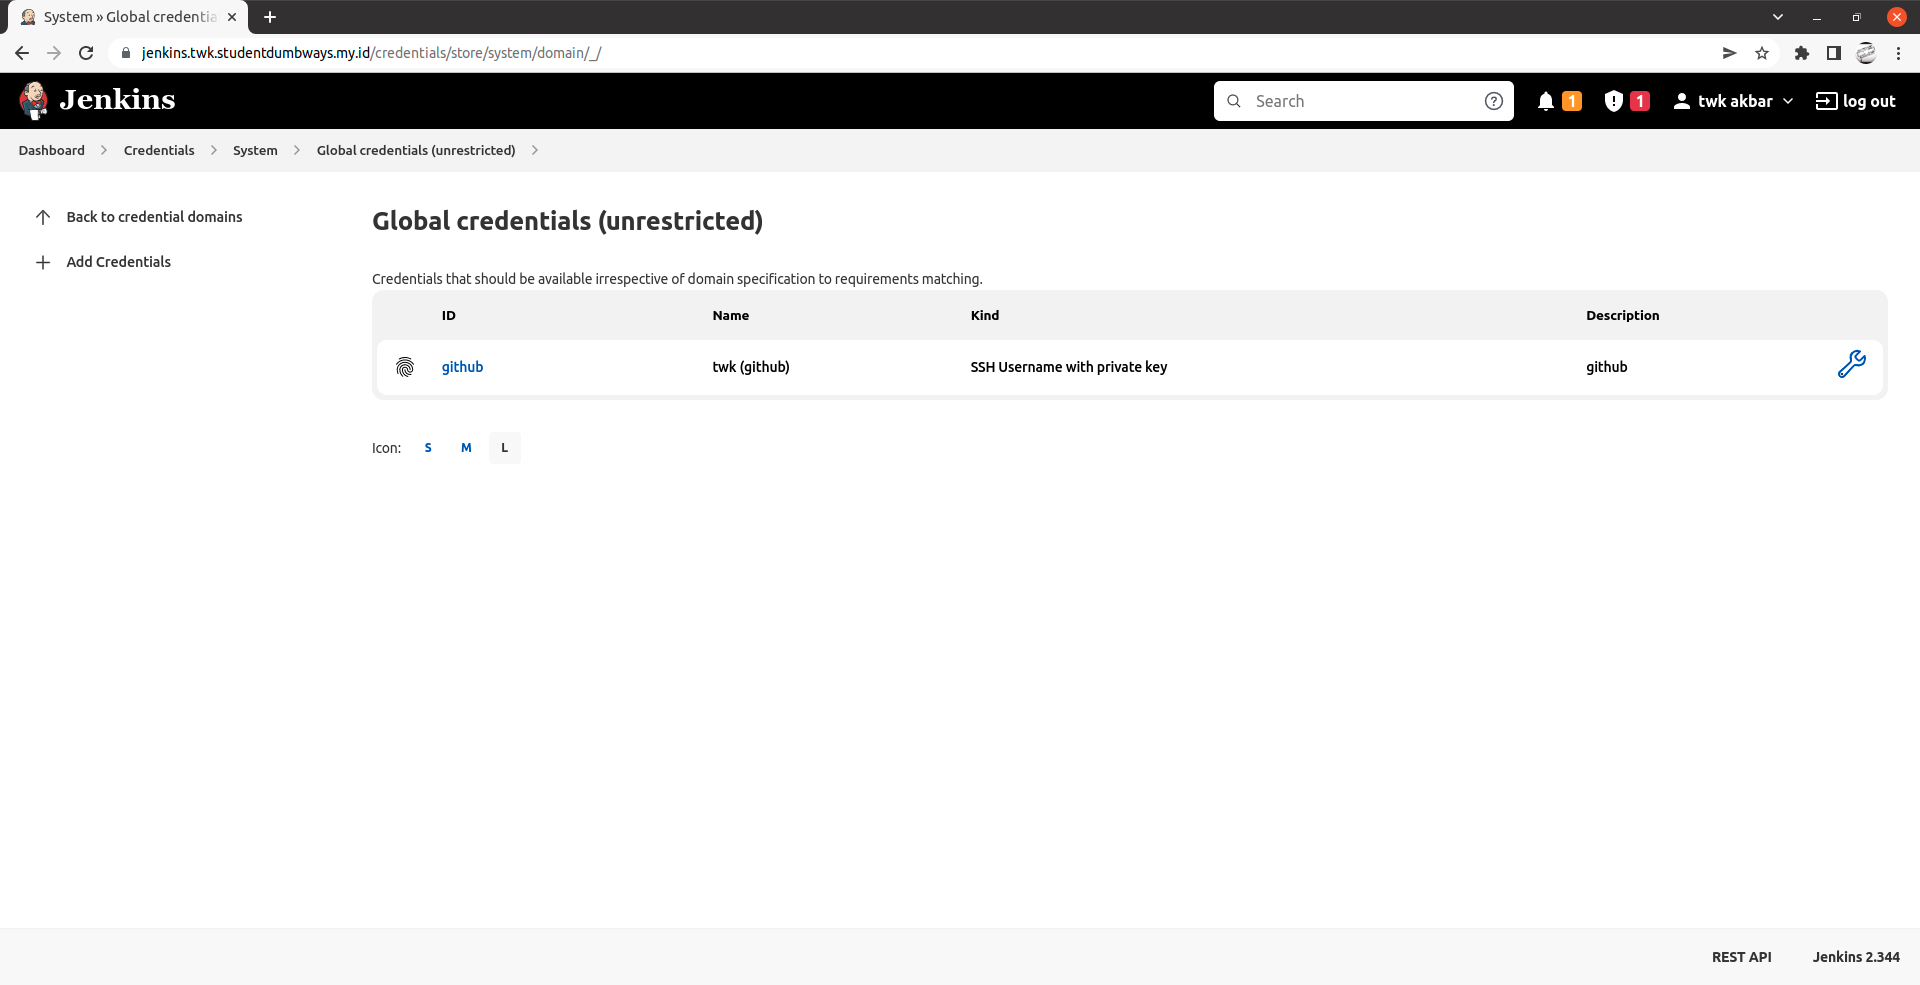 System » Global credentia
jenkins.twk.studentdumbways.my.id/credentials/store/system/domain/_/
Jenkins
Search
1
1
twk akbar
log out
Dashboard
Credentials
System
Global credentials (unrestricted)
Back to credential domains
Add Credentials
Global credentials (unrestricted)
Credentials that should be available irrespective of domain specification to requirements matching.
ID Name Kind Description
github twk (github) SSH Username with private key github
Icon: S M L
REST API Jenkins 2.344